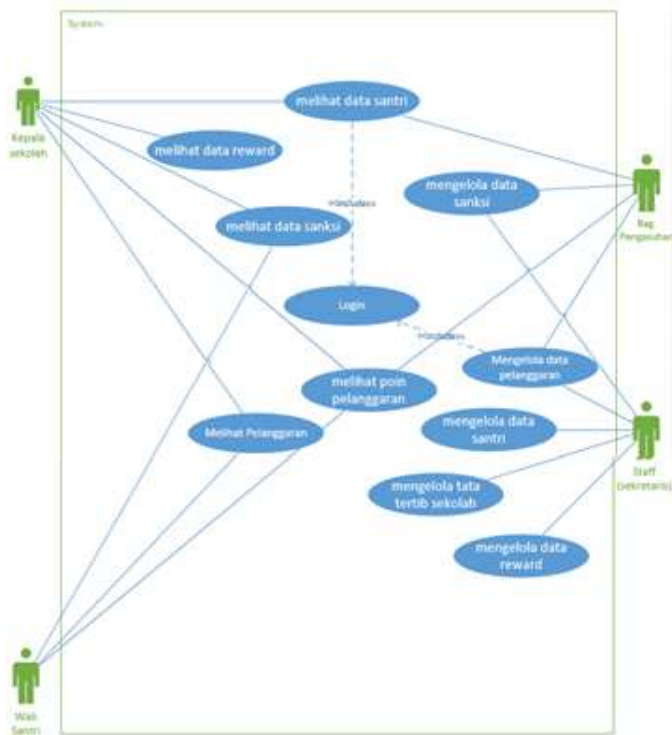 System
melihat data santri
Kepala
sekolah
melihat data reward
mengelola data
sanksi
Bag
Pengasuhan
<<include>>
melihat data sanksi
Login
<<include>>
Mengelola data
pelanggaran
melihat poin
pelanggaran
Melihat Pelanggaran
mengelola data
santri
Staff
(sekretaris)
mengelola tata
tertib sekolah
mengelola data
reward
Wali
Santri